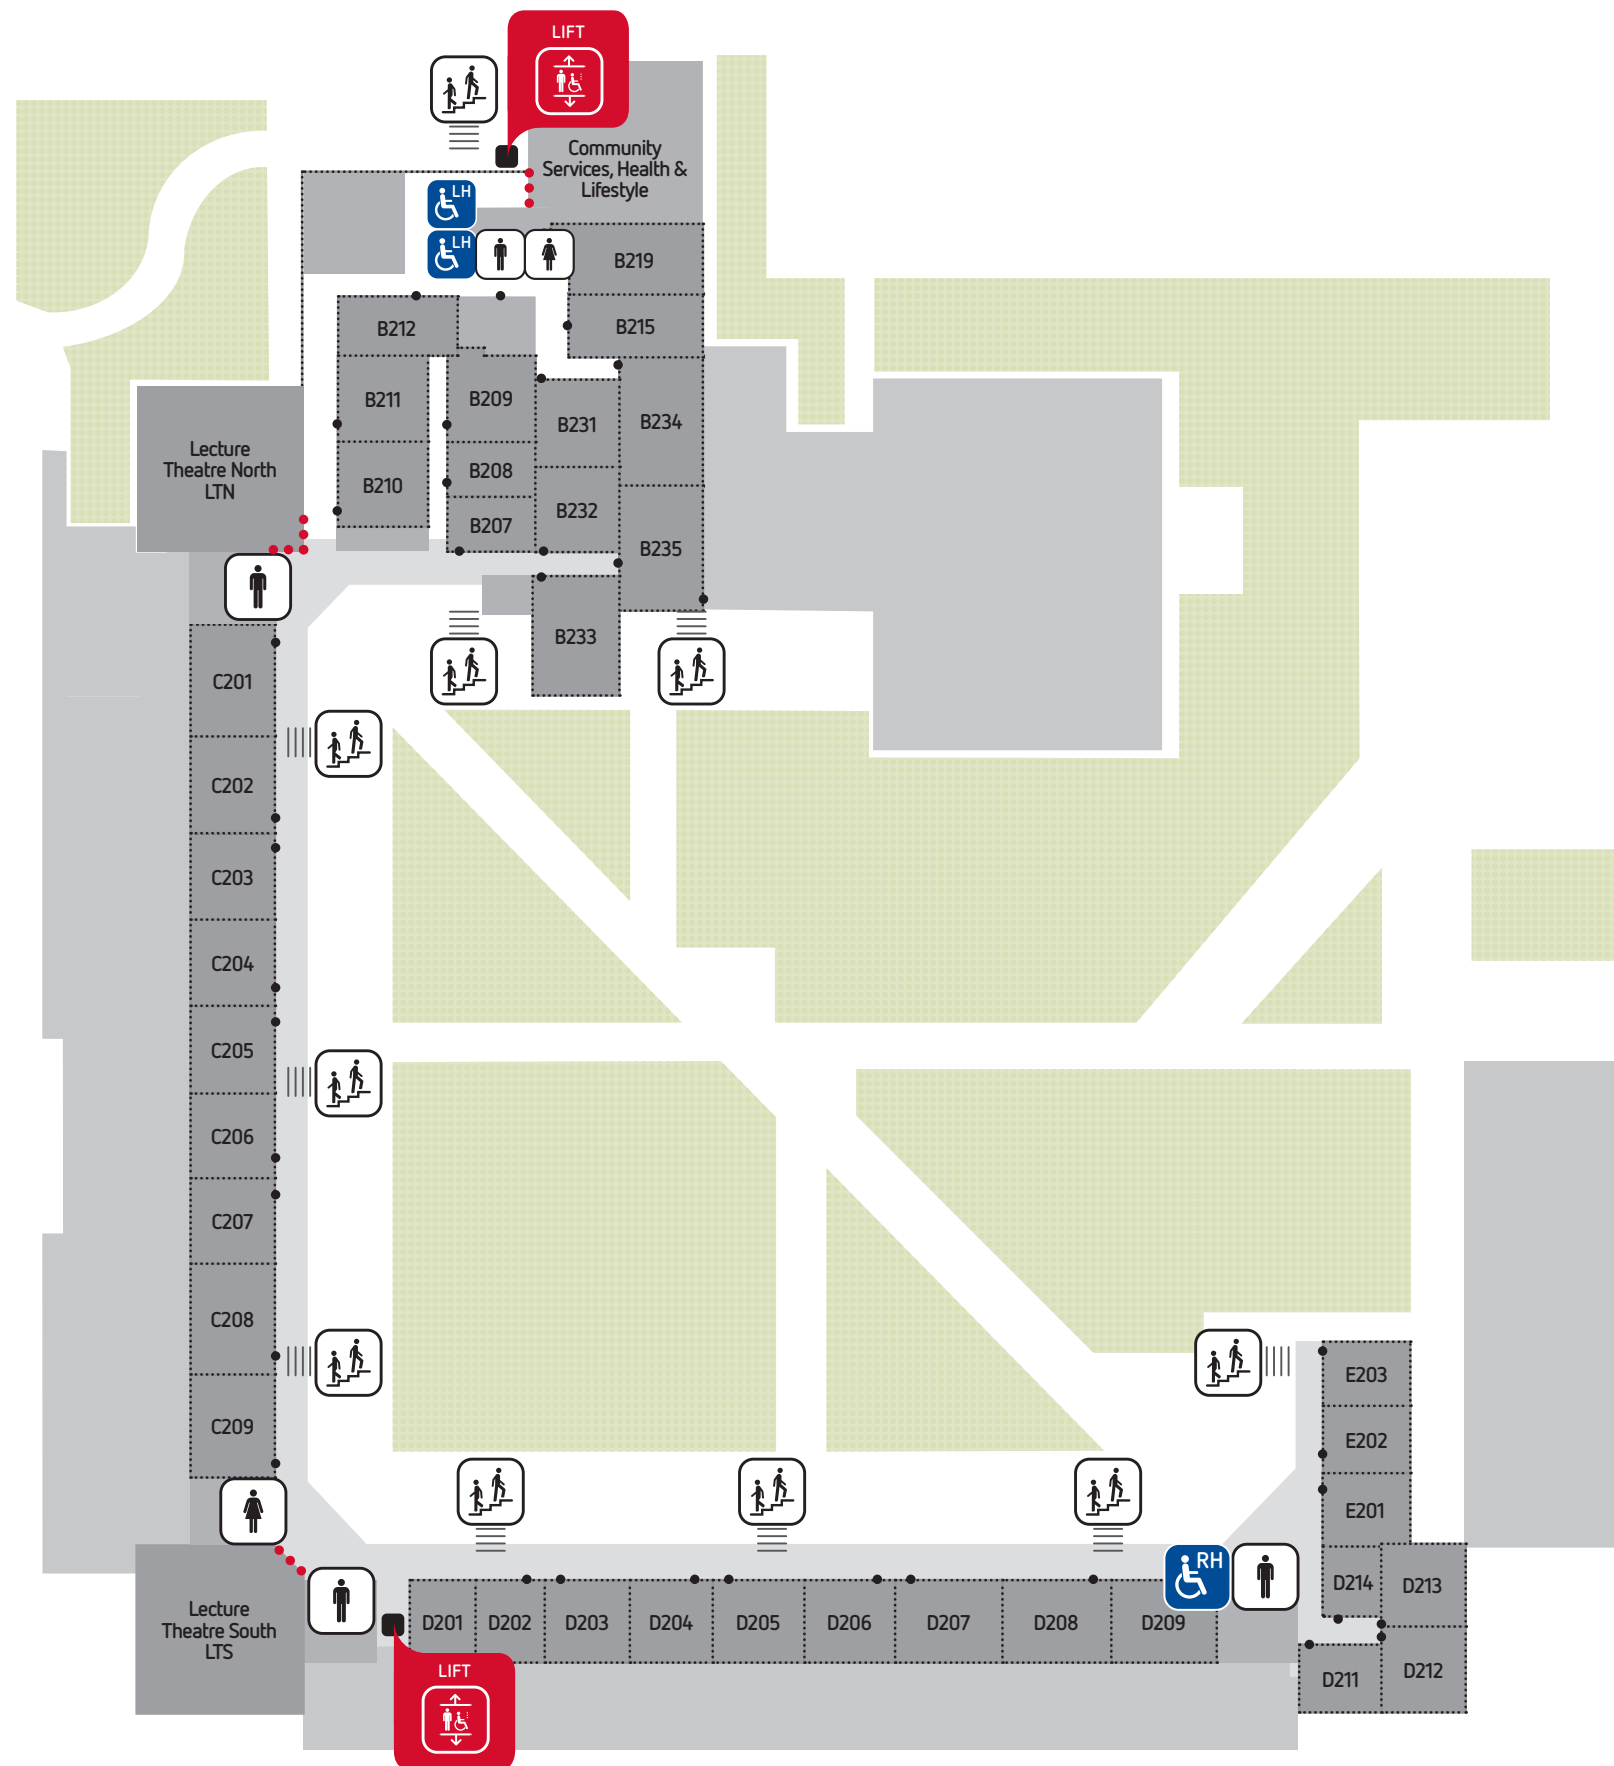 LIFT
Community
Services, Health &
Lifestyle
LH
LH
B219
B212
B215
B211
B209
B231
B234
Lecture
Theatre North
LTN
B210
B208
B232
B207
B235
B233
C201
C202
C203
C204
C205
C206
C207
C208
C209
E203
E202
E201
RH
D214
D213
Lecture
Theatre South
LTS
D201
D202
D203
D204
D205
D206
D207
D208
D209
D211
D212
LIFT